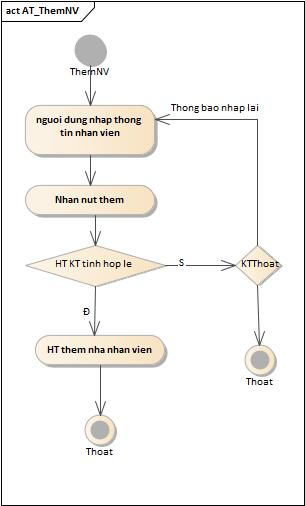 act AT_ThemNV
ThemNV
nguoi dung nhap thong
tin nhan vien
Thong bao nhap lai
Nhan nut them
HT KT tinh hop le
S
KTThoat
Đ
HT them nha nhan vien
Thoat
Thoat